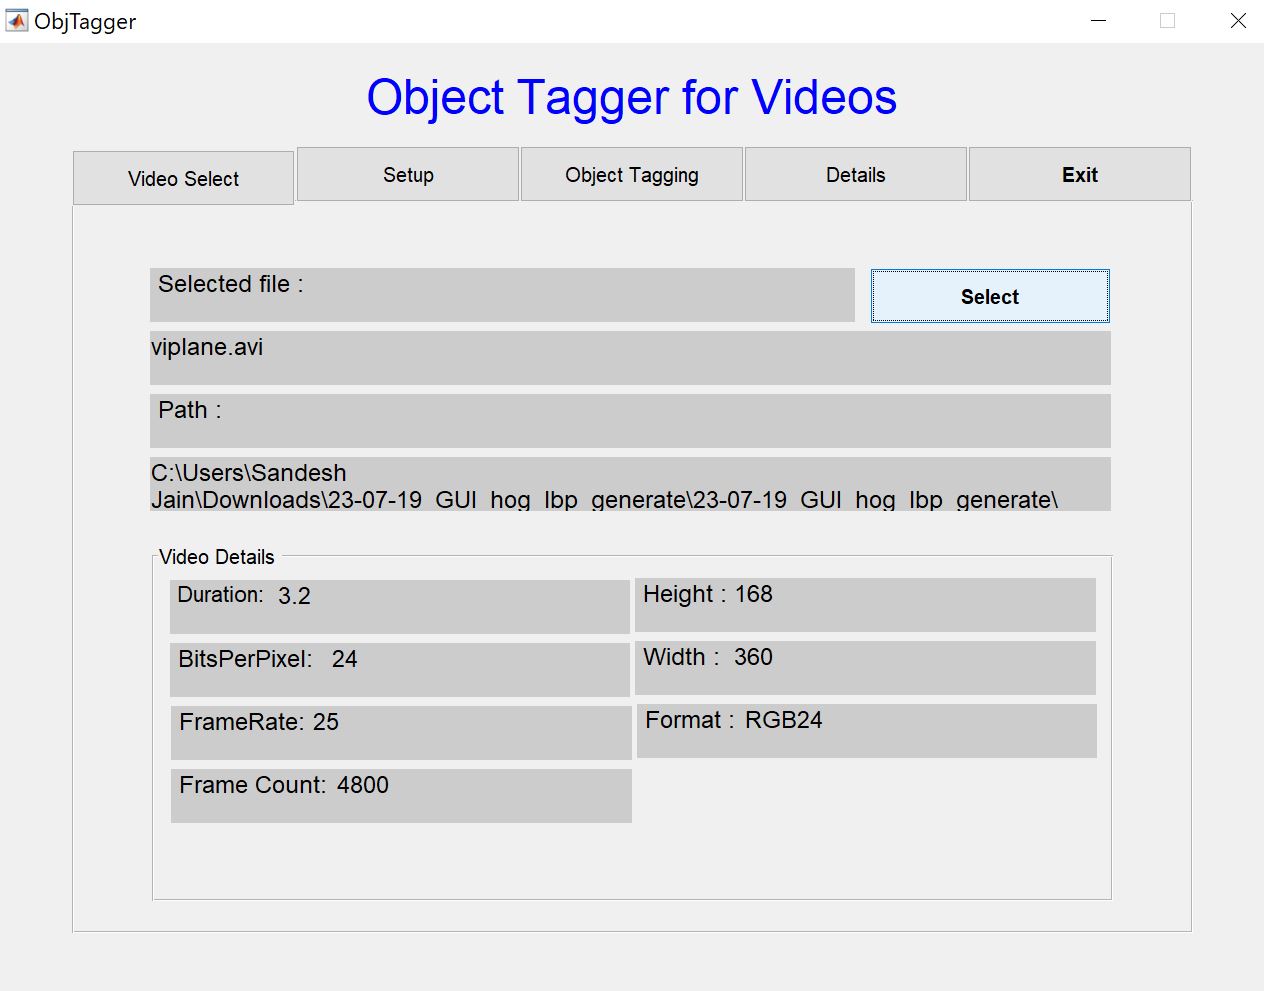 ObjTagger
Object Tagger for Videos
Video Select
Setup
Object Tagging
Details
Exit
Selected file :
Select
viplane.avi
Path :
C:\Users\Sandesh
Jain\Downloads\23-07-19_GUI_hog_lbp_generate\23-07-19_GUI_hog_lbp_generate\
Video Details
Duration: 3.2
Height : 168
BitsPerPixel: 24
Width : 360
FrameRate: 25
Format : RGB24
Frame Count: 4800